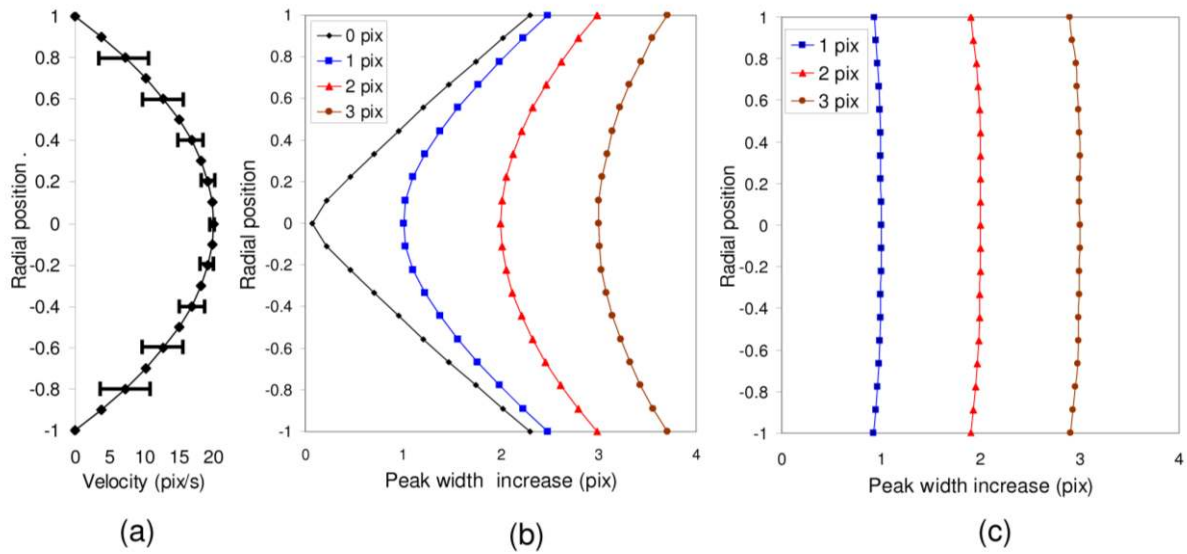 Radial position .
1
0.8
0.6
0.4
0.2
0
-0.2
-0.4
-0.6
-0.8
-1
0 5 10 15 20
Velocity (pix/s)
(a)
Radial position
1
0.8
0.6
0.4
0.2
0
-0.2
-0.4
-0.6
-0.8
-1
0 pix
1 pix
2 pix
3 pix
0 1 2 3 4
Peak width increase (pix)
(b)
Radial position
1
0.8
0.6
0.4
0.2
0
-0.2
-0.4
-0.6
-0.8
-1
1 pix
2 pix
3 pix
0 1 2 3 4
Peak width increase (pix)
(c)